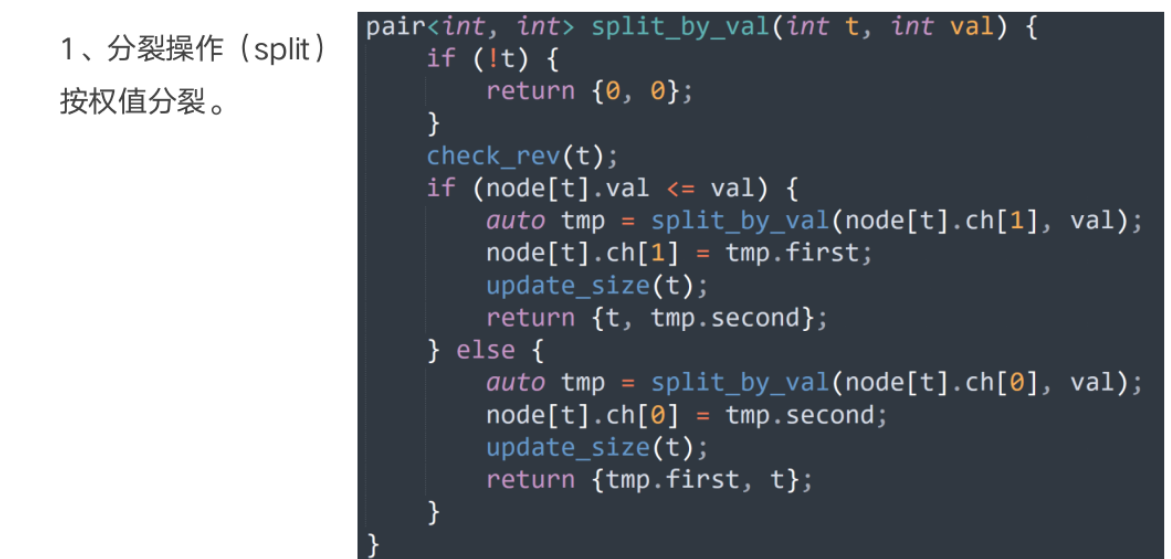 1、分裂操作（split）
按权值分裂。
pair<int, int> split_by_val(int t, int val) {
    if (!t) {
        return {0, 0};
    }
    check_rev(t);
    if (node[t].val <= val) {
        auto tmp = split_by_val(node[t].ch[1], val);
        node[t].ch[1] = tmp.first;
        update_size(t);
        return {t, tmp.second};
    } else {
        auto tmp = split_by_val(node[t].ch[0], val);
        node[t].ch[0] = tmp.second;
        update_size(t);
        return {tmp.first, t};
    }
}